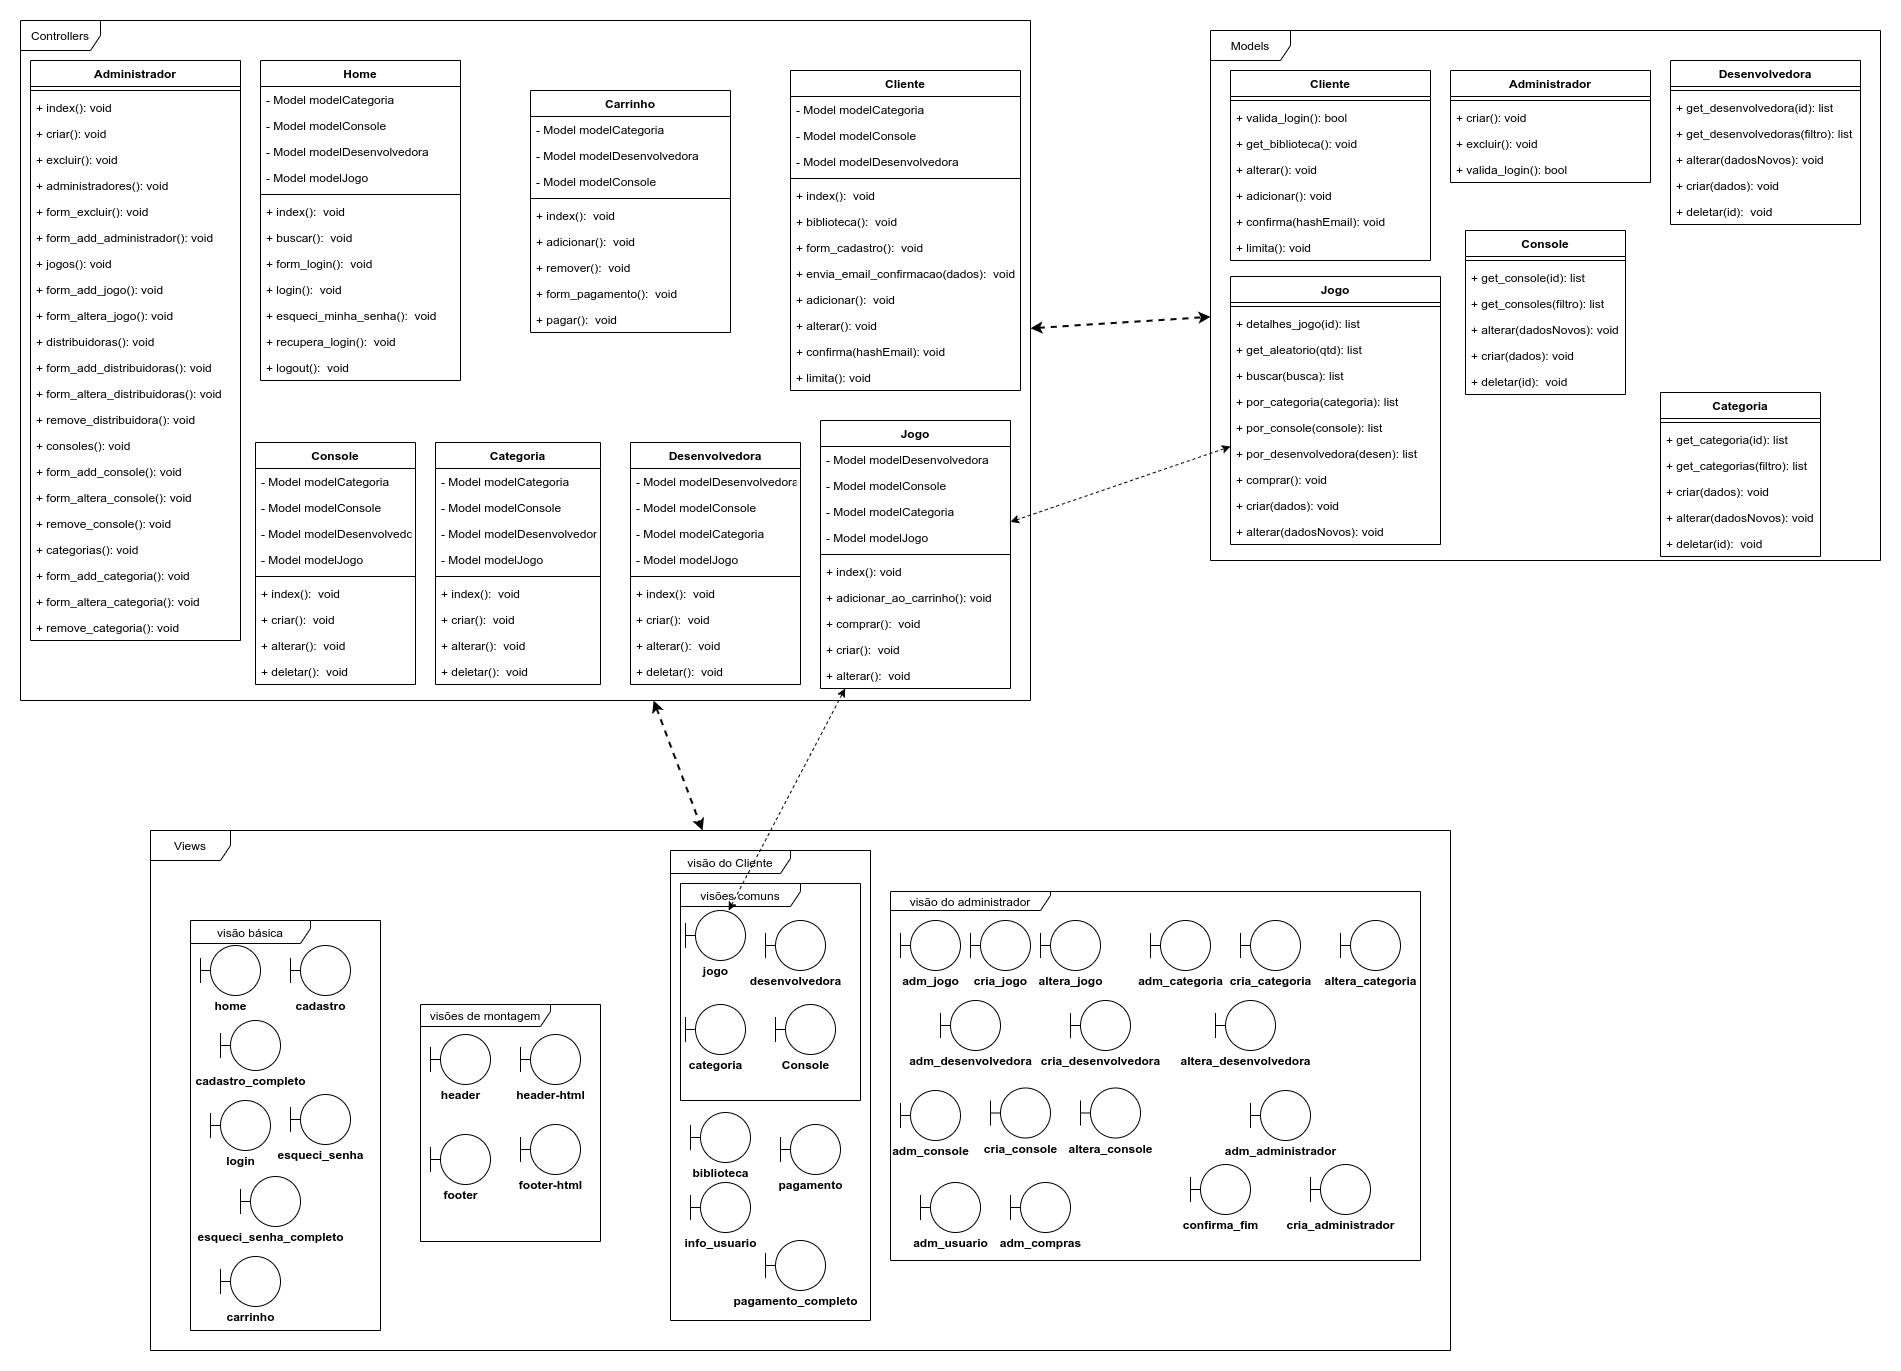 Controllers
Administrador
+ index(): void
+ criar(): void
+ excluir(): void
+ administradores(): void
+ form_excluir(): void
+ form_add_administrador(): void
+ jogos(): void
+ form_add_jogo(): void
+ form_altera_jogo(): void
+ distribuidoras(): void
+ form_add_distribuidoras(): void
+ form_altera_distribuidoras(): void
+ remove_distribuidora(): void
+ consoles(): void
+ form_add_console(): void
+ form_altera_console(): void
+ remove_console(): void
+ categorias(): void
+ form_add_categoria(): void
+ form_altera_categoria(): void
+ remove_categoria(): void
Home
- Model modelCategoria
- Model modelConsole
- Model modelDesenvolvedora
- Model modelJogo
+ index(): void
+ buscar(): void
+ form_login(): void
+ login(): void
+ esqueci_minha_senha(): void
+ recupera_login(): void
+ logout(): void
Carrinho
- Model modelCategoria
- Model modelDesenvolvedora
- Model modelConsole
+ index(): void
+ adicionar(): void
+ remover(): void
+ form_pagamento(): void
+ pagar(): void
Cliente
- Model modelCategoria
- Model modelConsole
- Model modelDesenvolvedora
+ index(): void
+ biblioteca(): void
+ form_cadastro(): void
+ envia_email_confirmacao(dados): void
+ adicionar(): void
+ alterar(): void
+ confirma(hashEmail): void
+ limita(): void
Console
- Model modelCategoria
- Model modelConsole
- Model modelDesenvolvedc
- Model modelJogo
+ index(): void
+ criar(): void
+ alterar(): void
+ deletar(): void
Categoria
- Model modelCategoria
- Model modelConsole
- Model modelDesenvolvedor
- Model modelJogo
+ index(): void
+ criar(): void
+ alterar(): void
+ deletar(): void
Desenvolvedora
- Model modelDesenvolvedora
- Model modelConsole
- Model modelCategoria
- Model modelJogo
+ index(): void
+ criar(): void
+ alterar(): void
+ deletar(): void
Jogo
- Model modelDesenvolvedora
- Model modelConsole
- Model modelCategoria
- Model modelJogo
+ index(): void
+ adicionar_ao_carrinho(): void
+ comprar(): void
+ criar(): void
+ alterar(): void
Models
Cliente
+ valida_login(): bool
+ get_biblioteca(): void
+ alterar(): void
+ adicionar(): void
+ confirma(hashEmail): void
+ limita(): void
Administrador
+ criar(): void
+ excluir(): void
+ valida_login(): bool
Desenvolvedora
+ get_desenvolvedora(id): list
+ get_desenvolvedoras(filtro): list
+ alterar(dadosNovos): void
+ criar(dados): void
+ deletar(id): void
Jogo
+ detalhes_jogo(id): list
+ get_aleatorio(qtd): list
+ buscar(busca): list
+ por_categoria(categoria): list
+ por_console(console): list
+ por_desenvolvedora(desen): list
+ comprar(): void
+ criar(dados): void
+ alterar(dadosNovos): void
Console
+ get_console(id): list
+ get_consoles(filtro): list
+ alterar(dadosNovos): void
+ criar(dados): void
+ deletar(id): void
Categoria
+ get_categoria(id): list
+ get_categorias(filtro): list
+ criar(dados): void
+ alterar(dadosNovos): void
+ deletar(id): void
Views
visão básica
home
cadastro
cadastro_completo
login
esqueci_senha
esqueci_senha_completo
carrinho
visões de montagem
header
header-html
footer
footer-html
visão do Cliente
visões comuns
jogo
desenvolvedora
categoria
Console
biblioteca
pagamento
info_usuario
pagamento_completo
visão do administrador
adm_jogo
cria_jogo
altera_jogo
adm_categoria
cria_categoria
altera_categoria
adm_desenvolvedora
cria_desenvolvedora
altera_desenvolvedora
adm_console
cria_console
altera_console
adm_administrador
confirma_fim
cria_administrador
adm_usuario
adm_compras